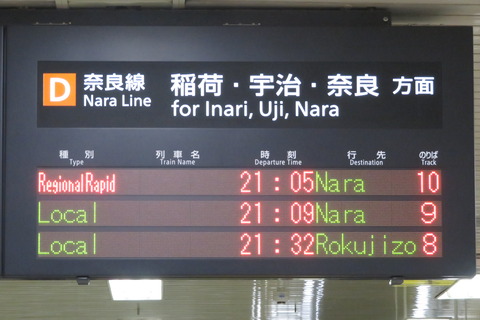 D 奈良線 稲荷・宇治・奈良 方面
Nara Line for Inari, Uji, Nara
種別 列車名 時刻 行先 のりば
Type Train Name Departure Time Destination Track
Regional Rapid 21:05 Nara 10
Local 21:09 Nara 9
Local 21:32 Rokujizo 8